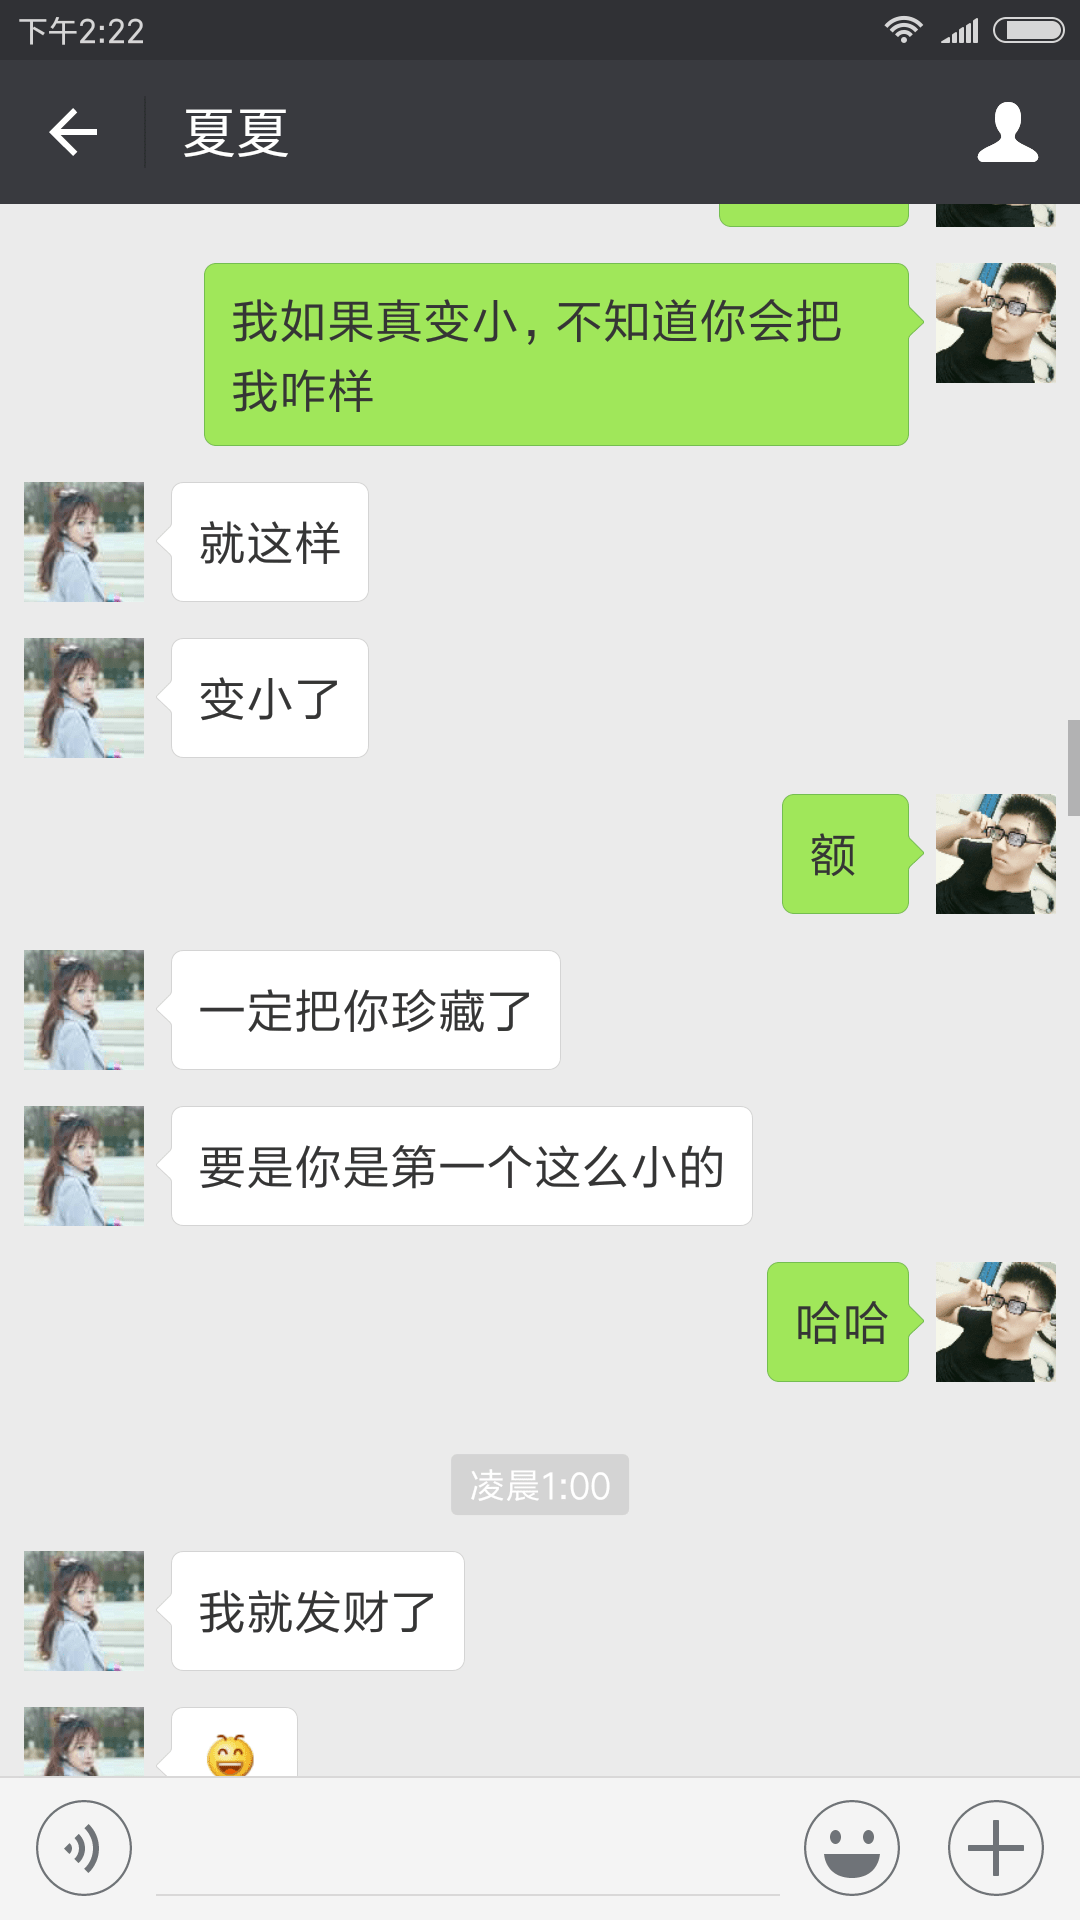 下午2:22
夏夏
我如果真变小，不知道你会把
我咋样
就这样
变小了
额
一定把你珍藏了
要是你是第一个这么小的
哈哈
凌晨1:00
我就发财了